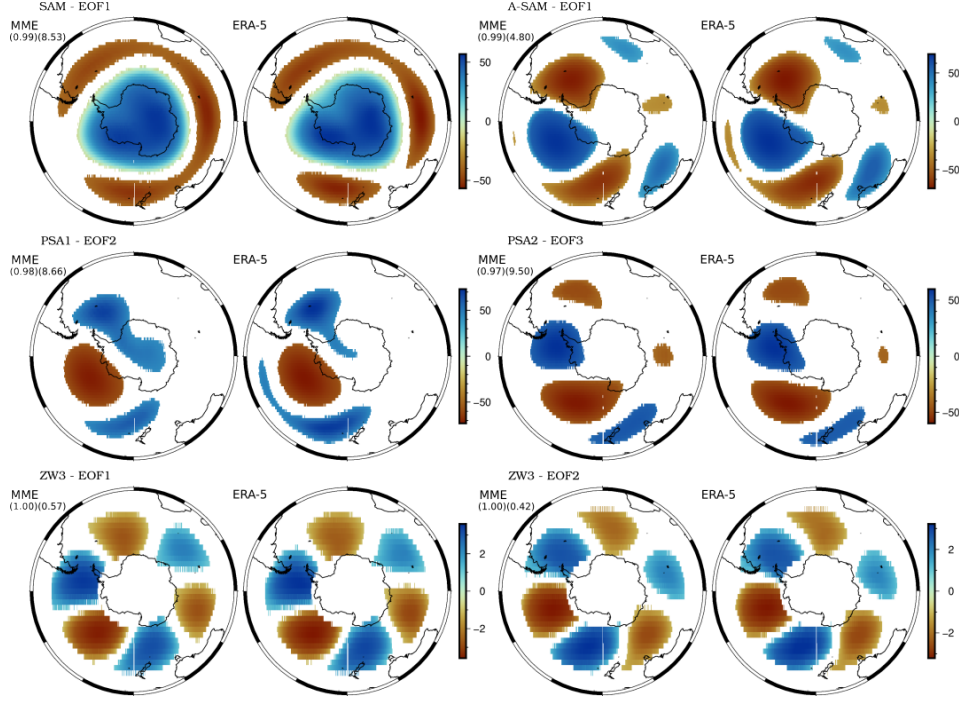 SAM - EOF1
MME
(0.99)(8.53)
ERA-5
50
0
−50
A-SAM - EOF1
MME
(0.99)(4.80)
ERA-5
50
0
−50
PSA1 - EOF2
MME
(0.98)(8.66)
ERA-5
50
0
−50
PSA2 - EOF3
MME
(0.97)(9.50)
ERA-5
50
0
−50
ZW3 - EOF1
MME
(1.00)(0.57)
ERA-5
2
0
−2
ZW3 - EOF2
MME
(1.00)(0.42)
ERA-5
2
0
−2